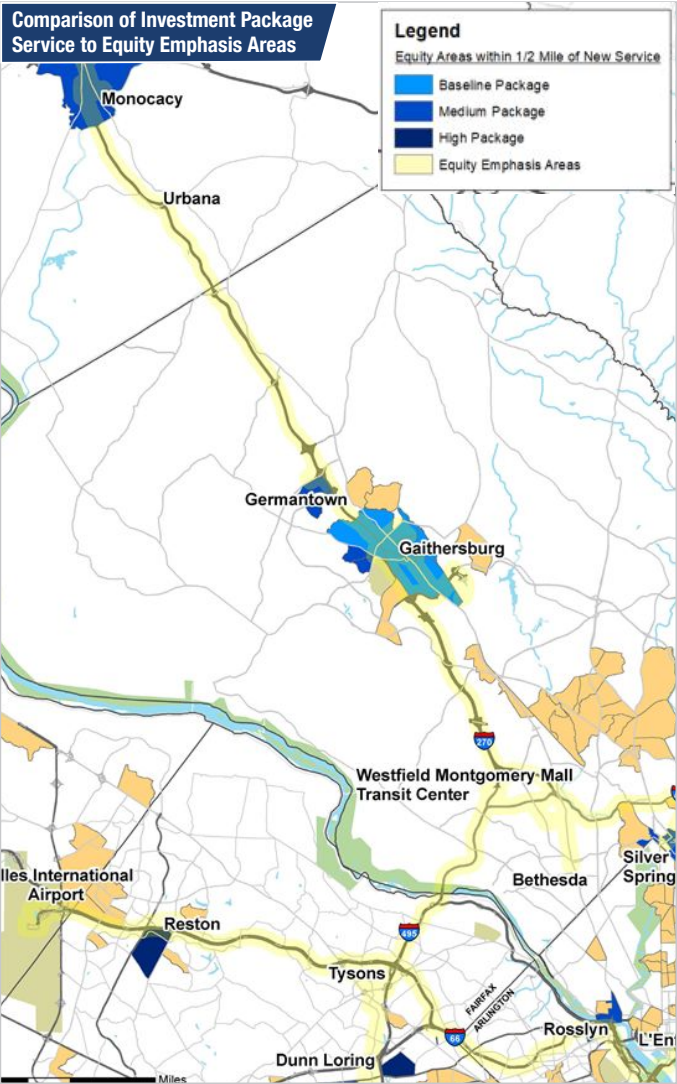 Comparison of Investment Package
Service to Equity Emphasis Areas
Legend
Equity Areas within 1/2 Mile of New Service
Baseline Package
Medium Package
High Package
Equity Emphasis Areas
Monocacy
Urbana
Germantown
Gaithersburg
270
Westfield Montgomery Mall
Transit Center
Silver
Spring
Bethesda
lles International
Airport
Reston
495
Tysons
FAIRFAX
ARLINGTON
66
Rosslyn
L'En
Dunn Loring
Miles